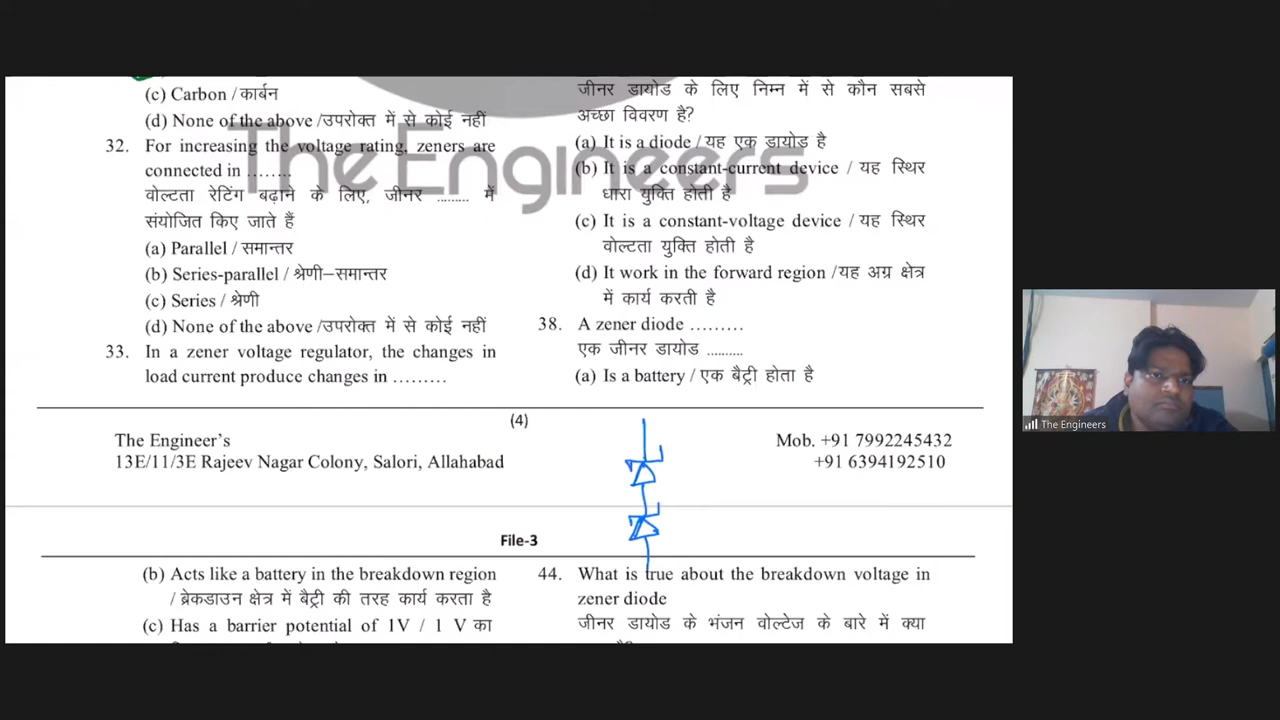 (c) Carbon / कार्बन
(d) None of the above /उपरोक्त में से कोई नहीं
32. For increasing the voltage rating, zeners are
connected in ........
वोल्टता रेटिंग बढ़ाने के लिए, जीनर ......... में
संयोजित किए जाते हैं
(a) Parallel / समान्तर
(b) Series-parallel / श्रेणी–समान्तर
(c) Series / श्रेणी
(d) None of the above /उपरोक्त में से कोई नहीं
33. In a zener voltage regulator, the changes in
load current produce changes in .........
जीनर डायोड के लिए निम्न में से कौन सबसे
अच्छा विवरण है?
(a) It is a diode / यह एक डायोड है
(b) It is a constant-current device / यह स्थिर
धारा युक्ति होती है
(c) It is a constant-voltage device / यह स्थिर
वोल्टता युक्ति होती है
(d) It work in the forward region /यह अग्र क्षेत्र
में कार्य करती है
38. A zener diode .........
एक जीनर डायोड ..........
(a) Is a battery / एक बैट्री होता है
The Engineers
(4)
The Engineer's
13E/11/3E Rajeev Nagar Colony, Salori, Allahabad
Mob. +91 7992245432
+91 6394192510
File-3
(b) Acts like a battery in the breakdown region
/ ब्रेकडाउन क्षेत्र में बैट्री की तरह कार्य करता है
(c) Has a barrier potential of 1V / 1 V का
44. What is true about the breakdown voltage in
zener diode
जीनर डायोड के भंजन वोल्टेज के बारे में क्या
The Engineers